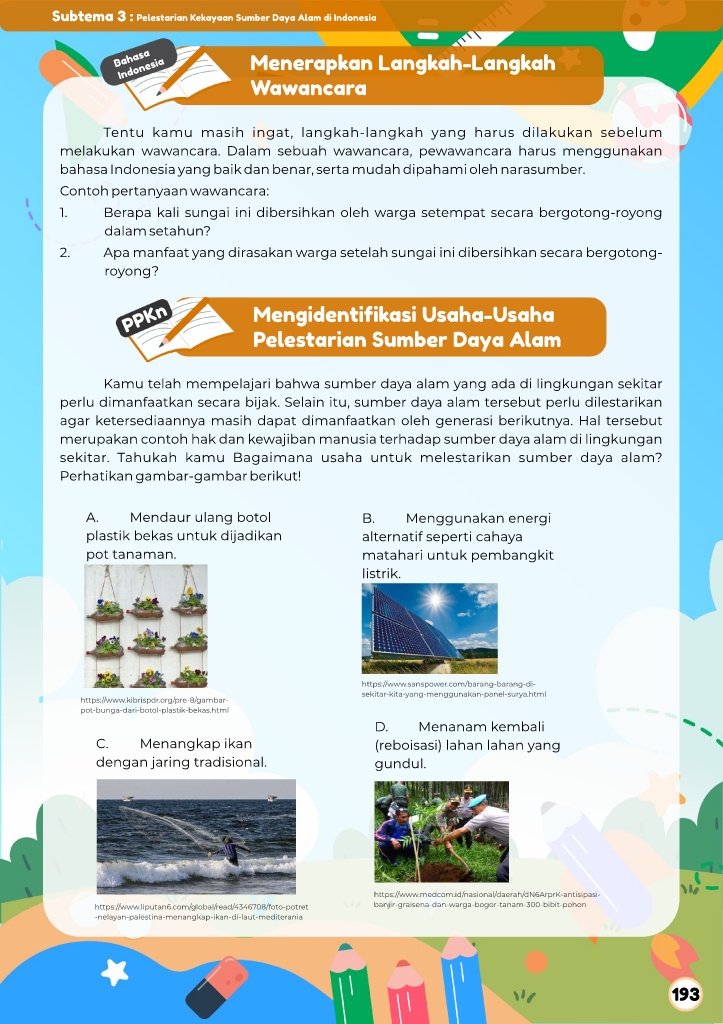 Subtema 3 : Pelestarian Kekayaan Sumber Daya Alam di Indonesia
Bahasa
Indonesia
Menerapkan Langkah-Langkah
Wawancara
Tentu kamu masih ingat, langkah-langkah yang harus dilakukan sebelum
melakukan wawancara. Dalam sebuah wawancara, pewawancara harus menggunakan
bahasa Indonesia yang baik dan benar, serta mudah dipahami oleh narasumber.
Contoh pertanyaan wawancara:
1. Berapa kali sungai ini dibersihkan oleh warga setempat secara bergotong-royong
dalam setahun?
2. Apa manfaat yang dirasakan warga setelah sungai ini dibersihkan secara bergotong-
royong?
PPKn
Mengidentifikasi Usaha-Usaha
Pelestarian Sumber Daya Alam
Kamu telah mempelajari bahwa sumber daya alam yang ada di lingkungan sekitar
perlu dimanfaatkan secara bijak. Selain itu, sumber daya alam tersebut perlu dilestarikan
agar ketersediaannya masih dapat dimanfaatkan oleh generasi berikutnya. Hal tersebut
merupakan contoh hak dan kewajiban manusia terhadap sumber daya alam di lingkungan
sekitar. Tahukah kamu Bagaimana usaha untuk melestarikan sumber daya alam?
Perhatikan gambar-gambar berikut!
A. Mendaur ulang botol
plastik bekas untuk dijadikan
pot tanaman.
https://www.kibrispdr.org/pre-8/gambar-
pot-bunga-dari-botol-plastik-bekas.html
B. Menggunakan energi
alternatif seperti cahaya
matahari untuk pembangkit
listrik.
https://www.sanspower.com/barang-barang-di-
sekitar-kita-yang-menggunakan-panel-surya.html
C. Menangkap ikan
dengan jaring tradisional.
https://www.liputan6.com/global/read/4346708/foto-potret
-nelayan-palestina-menangkap-ikan-di-laut-mediterania
D. Menanam kembali
(reboisasi) lahan lahan yang
gundul.
https://www.medcom.id/nasional/daerah/dN6ArprK-antisipasi-
banjir-graisena-dan-warga-bogor-tanam-300-bibit-pohon
193